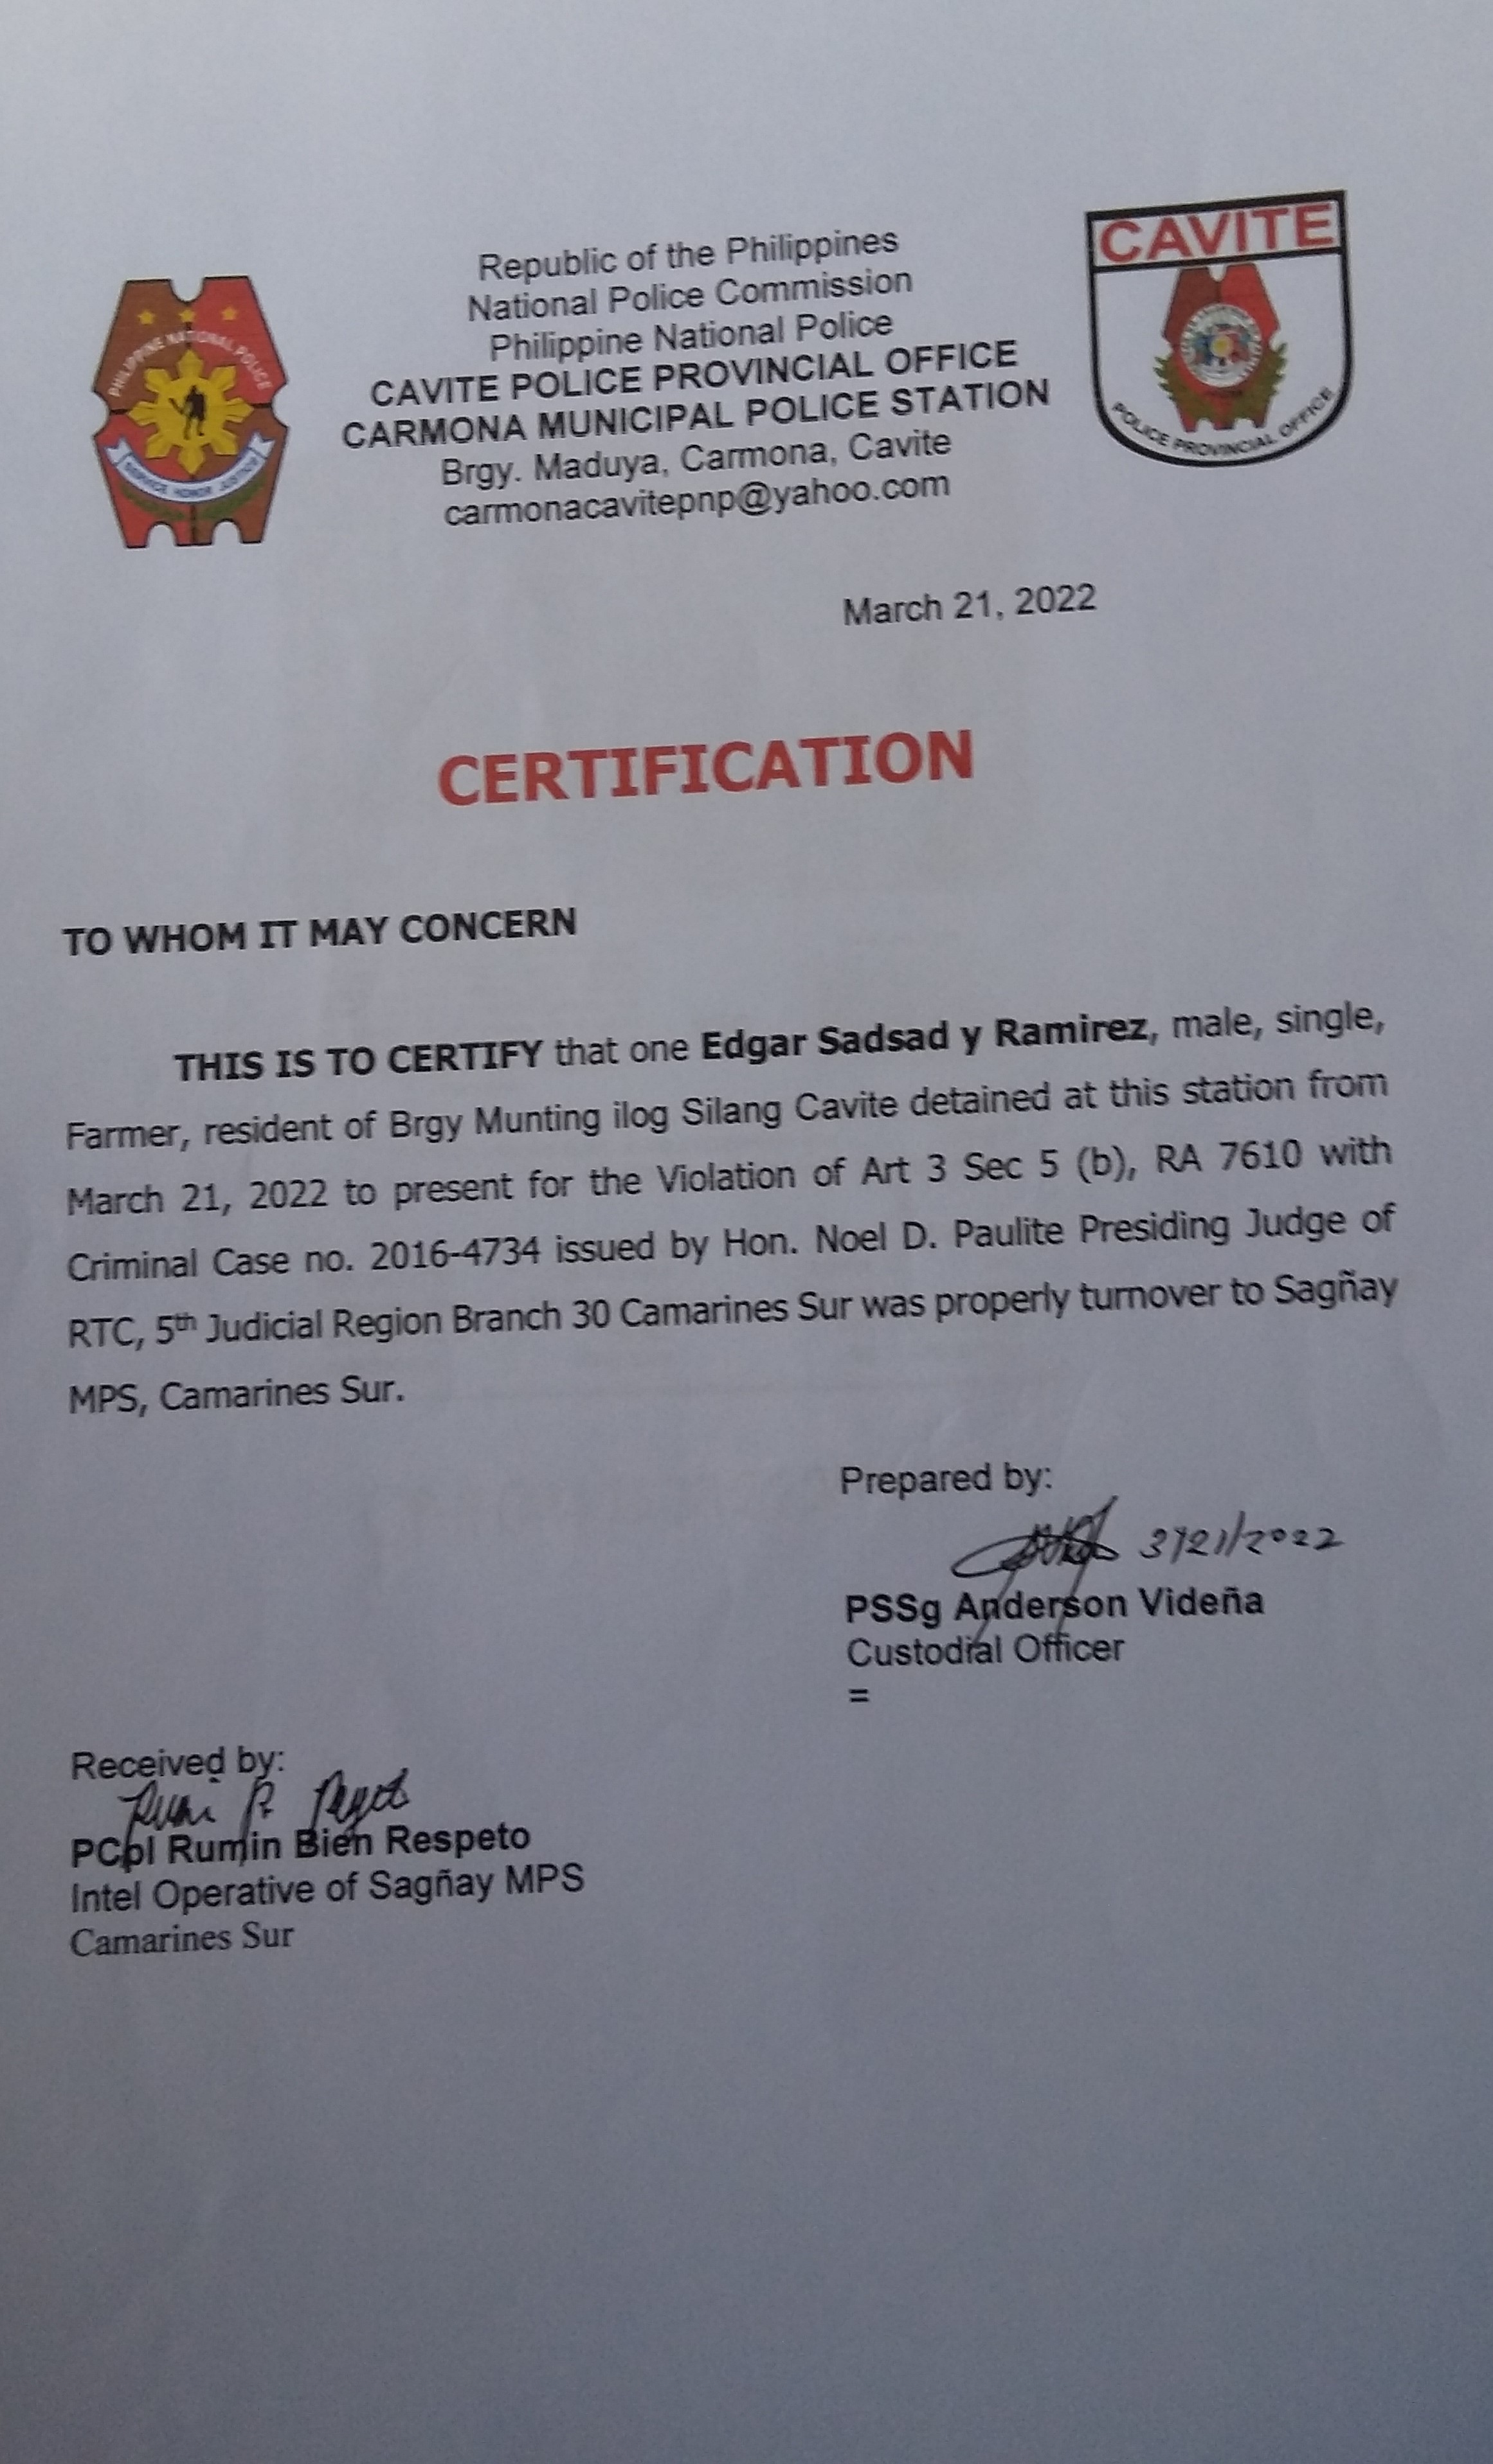 Republic of the Philippines
National Police Commission
Philippine National Police
CAVITE POLICE PROVINCIAL OFFICE
CARMONA MUNICIPAL POLICE STATION
Brgy. Maduya, Carmona, Cavite
carmonacavitepnp@yahoo.com
PHILIPPINE NATIONAL POLICE
SERVICE HONOR JUSTICE
CAVITE
POLICE PROVINCIAL OFFICE
March 21, 2022
CERTIFICATION
TO WHOM IT MAY CONCERN
THIS IS TO CERTIFY that one Edgar Sadsad y Ramirez, male, single,
Farmer, resident of Brgy Munting ilog Silang Cavite detained at this station from
March 21, 2022 to present for the Violation of Art 3 Sec 5 (b), RA 7610 with
Criminal Case no. 2016-4734 issued by Hon. Noel D. Paulite Presiding Judge of
RTC, 5th Judicial Region Branch 30 Camarines Sur was properly turnover to Sagñay
MPS, Camarines Sur.
Prepared by:
3/21/2022
PSSg Anderson Videña
Custodial Officer
=
Received by:
PCpl Rumin Bien Respeto
Intel Operative of Sagñay MPS
Camarines Sur